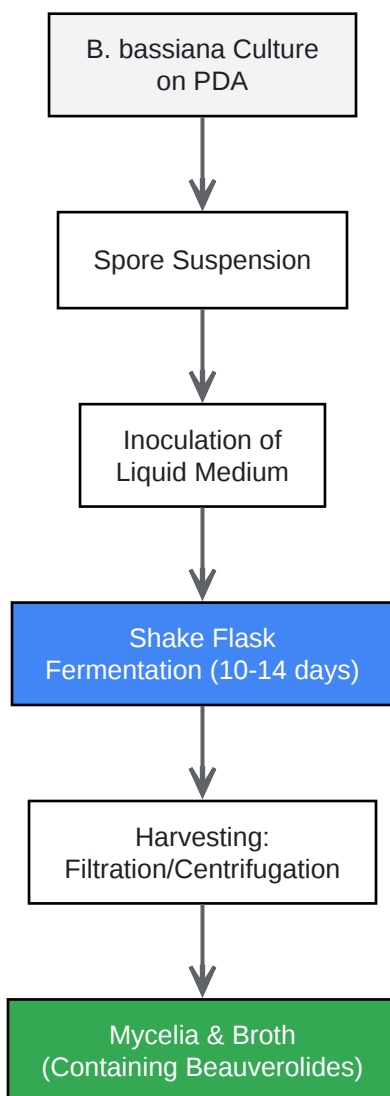 B. bassiana Culture
on PDA
Spore Suspension
Inoculation of
Liquid Medium
Shake Flask
Fermentation (10-14 days)
Harvesting:
Filtration/Centrifugation
Mycelia & Broth
(Containing Beauverolides)